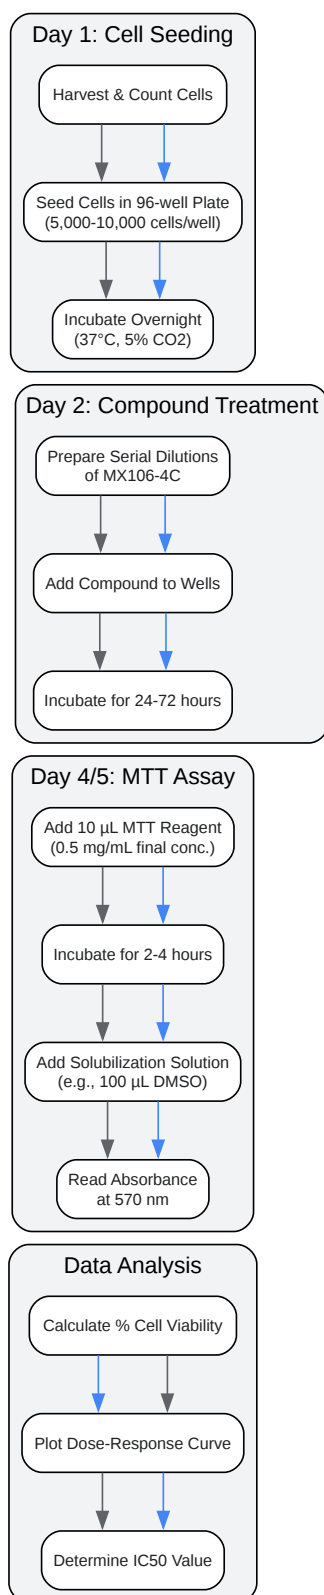 Day 1: Cell Seeding
Harvest & Count Cells
Seed Cells in 96-well Plate
(5,000-10,000 cells/well)
Incubate Overnight
(37°C, 5% CO2)
Day 2: Compound Treatment
Prepare Serial Dilutions
of MX106-4C
Add Compound to Wells
Incubate for 24-72 hours
Day 4/5: MTT Assay
Add 10 µL MTT Reagent
(0.5 mg/mL final conc.)
Incubate for 2-4 hours
Add Solubilization Solution
(e.g., 100 µL DMSO)
Read Absorbance
at 570 nm
Data Analysis
Calculate % Cell Viability
Plot Dose-Response Curve
Determine IC50 Value